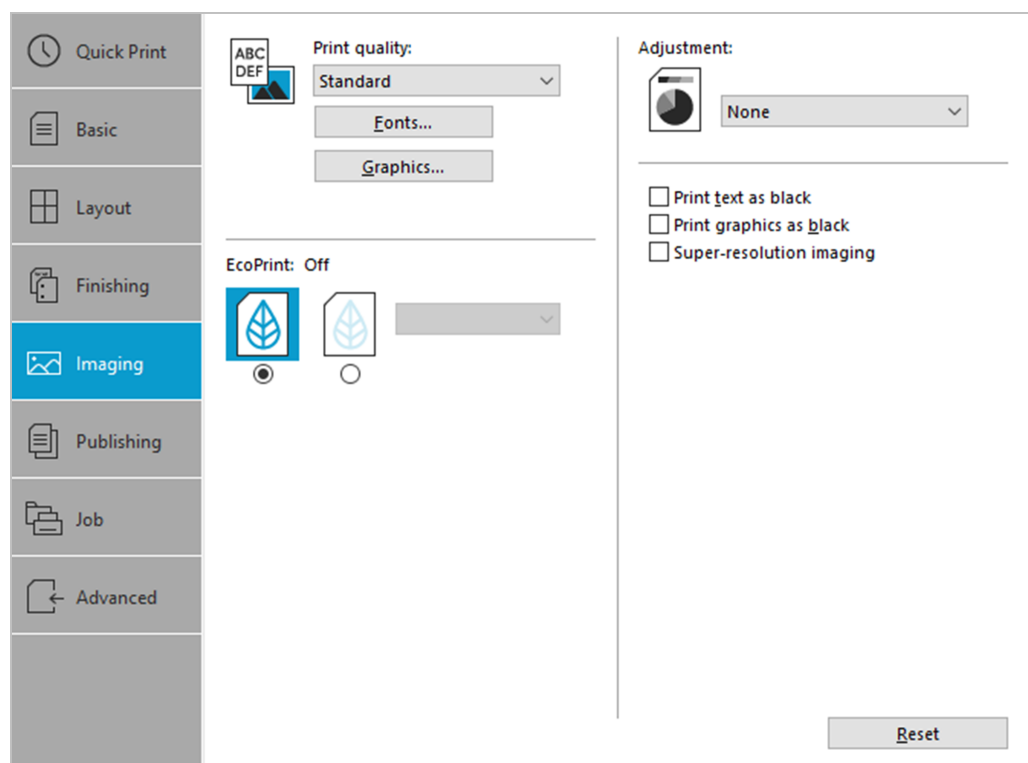 Quick Print
Basic
Layout
Finishing
Imaging
Publishing
Job
Advanced
ABC
DEF
Print quality:
Standard
Fonts...
Graphics...
EcoPrint: Off
Adjustment:
None
Print text as black
Print graphics as black
Super-resolution imaging
Reset